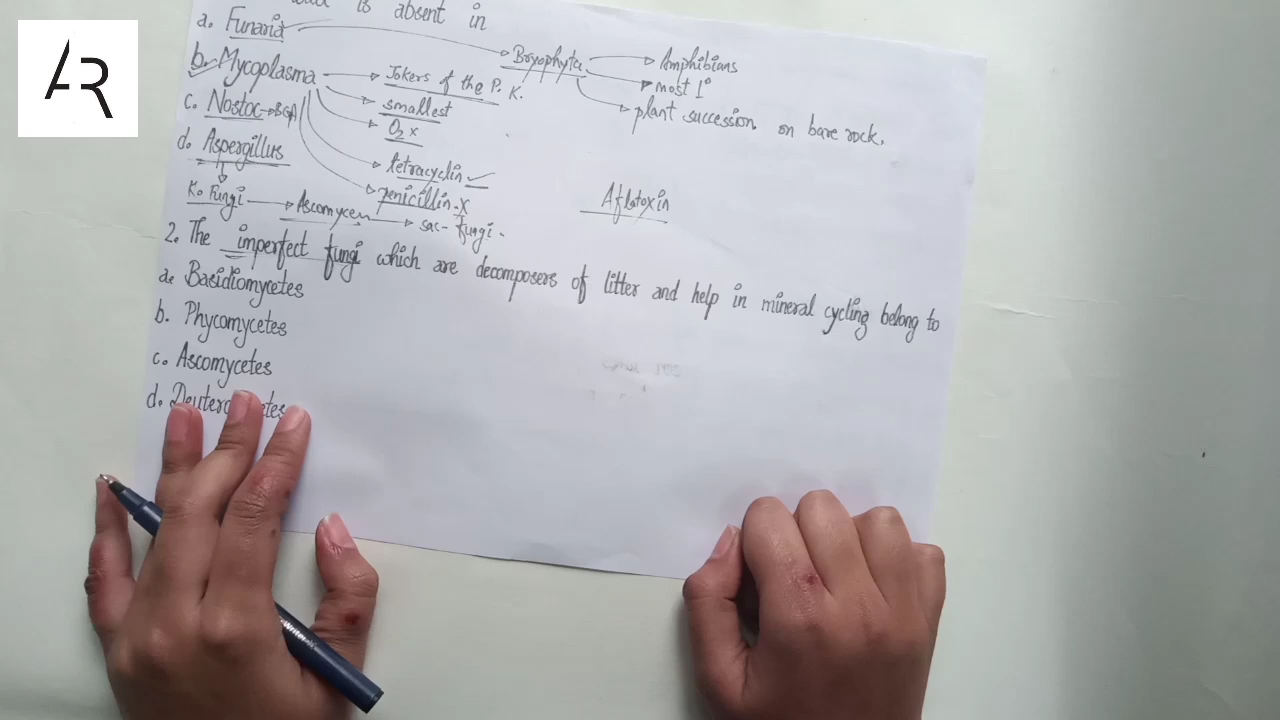 AR
is absent in
a. Funaria
Bryophyta
Amphibians
most 1°
plant succession on bare rock.
b. Mycoplasma
Jokers of the P. K.
smallest
O2 x
tetracyclin ✓
penicillin - X
c. Nostoc → BGA
d. Aspergillus
K. Fungi
Ascomycen
sac - fungi.
Aflatoxin
2. The imperfect fungi which are decomposers of litter and help in mineral cycling belong to
a. Basidiomycetes
b. Phycomycetes
c. Ascomycetes
d.